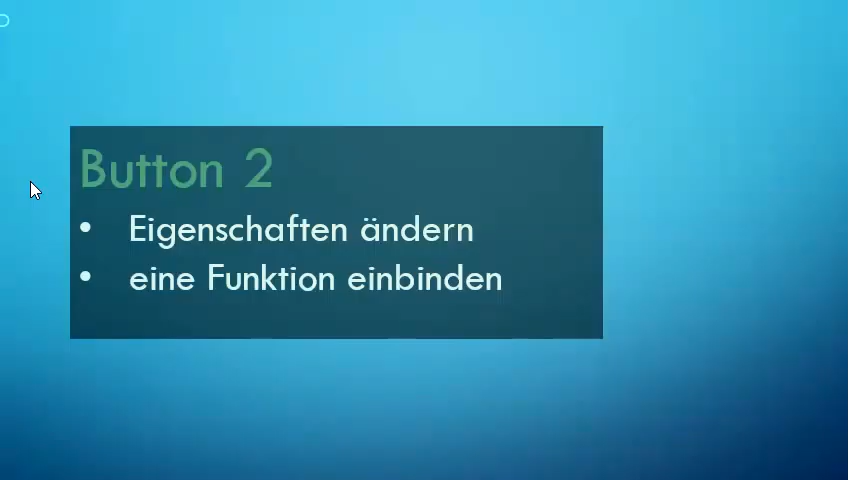 Button 2
• Eigenschaften ändern
• eine Funktion einbinden